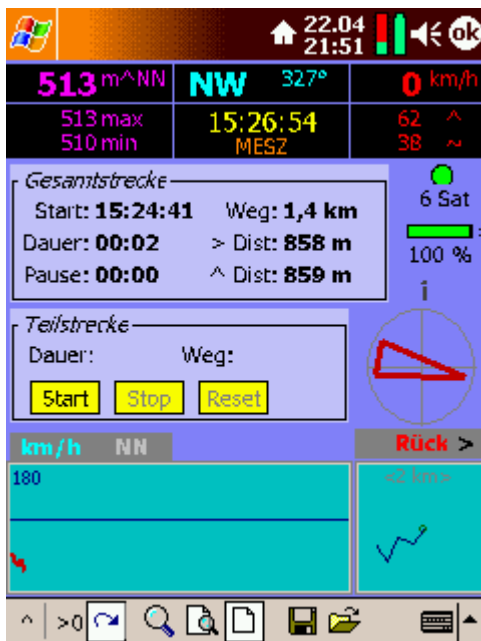 22.04
21:51
ok
513 m^NN NW 327° 0 km/h
513 max 15:26:54 62 ^
510 min MESZ 38 ~
Gesamtstrecke
6 Sat
Start: 15:24:41 Weg: 1,4 km
Dauer: 00:02 > Dist: 858 m
100 %
Pause: 00:00 ^ Dist: 859 m
Teilstrecke
Dauer: Weg:
Start Stop Reset
km/h NN Rück >
180 <2 km>
^ >0